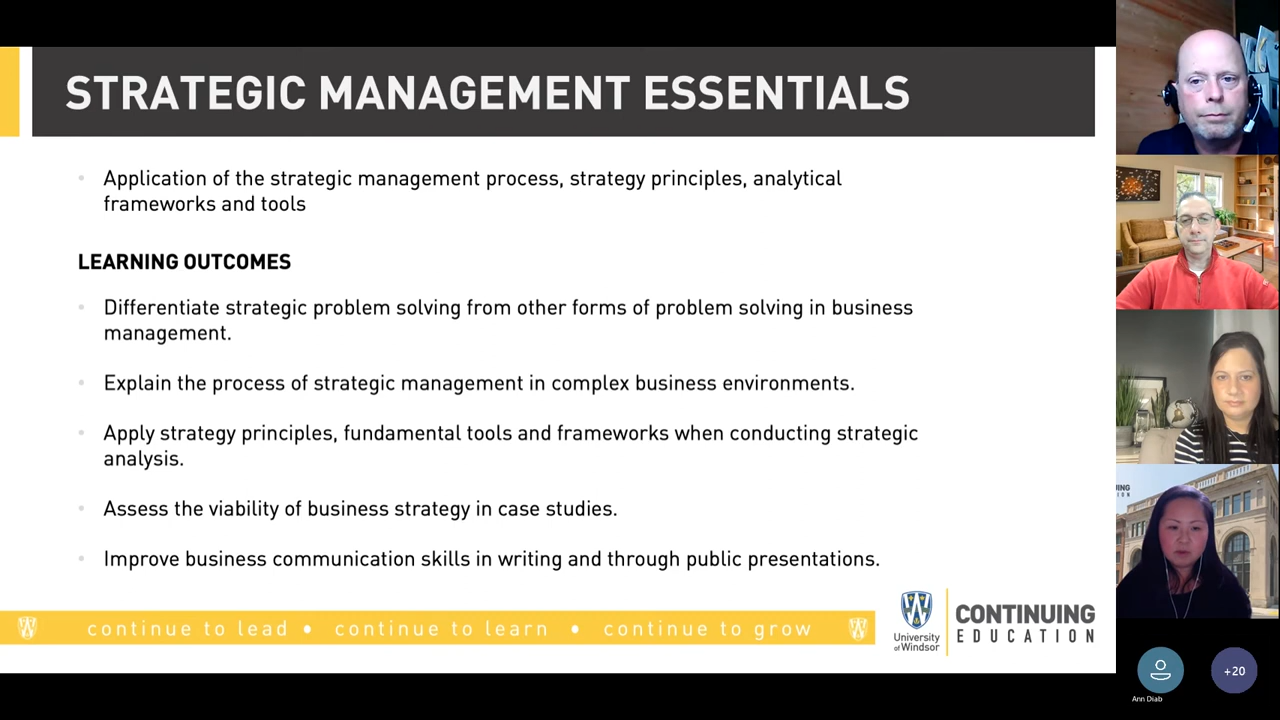 STRATEGIC MANAGEMENT ESSENTIALS
Application of the strategic management process, strategy principles, analytical
frameworks and tools
LEARNING OUTCOMES
Differentiate strategic problem solving from other forms of problem solving in business
management.
Explain the process of strategic management in complex business environments.
Apply strategy principles, fundamental tools and frameworks when conducting strategic
analysis.
Assess the viability of business strategy in case studies.
Improve business communication skills in writing and through public presentations.
continue to lead • continue to learn • continue to grow
University
of Windsor
CONTINUING
EDUCATION
Ann Diab
+20